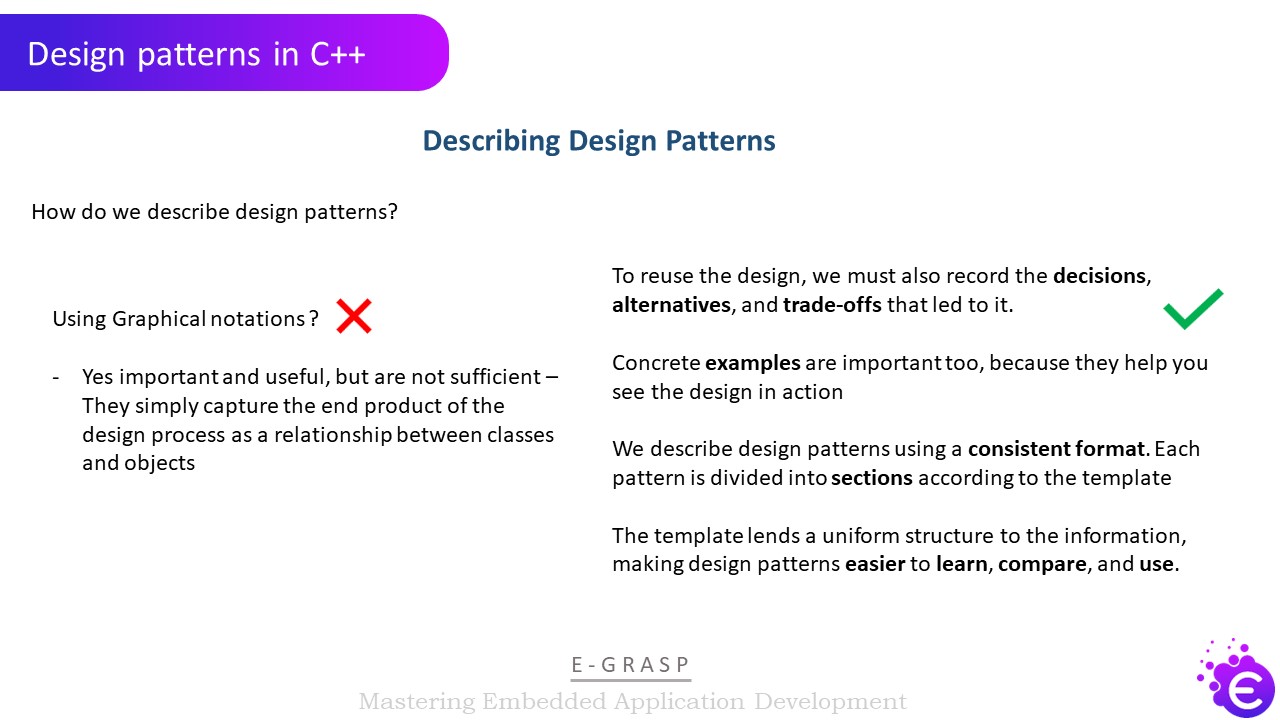 Design patterns in C++
Describing Design Patterns
How do we describe design patterns?
Using Graphical notations ?
- Yes important and useful, but are not sufficient –
They simply capture the end product of the
design process as a relationship between classes
and objects
To reuse the design, we must also record the decisions,
alternatives, and trade-offs that led to it.
Concrete examples are important too, because they help you
see the design in action
We describe design patterns using a consistent format. Each
pattern is divided into sections according to the template
The template lends a uniform structure to the information,
making design patterns easier to learn, compare, and use.
E-GRASP
Mastering Embedded Application Development